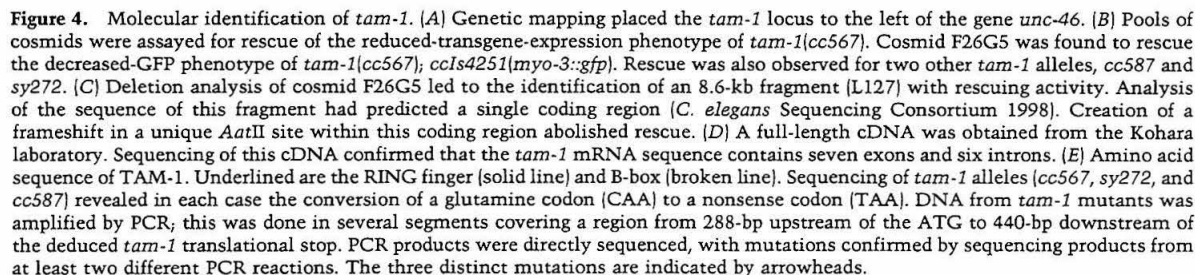 Figure 4. Molecular identification of tam-1. (A) Genetic mapping placed the tam-1 locus to the left of the gene unc-46. (B) Pools of
cosmids were assayed for rescue of the reduced-transgene-expression phenotype of tam-1(cc567). Cosmid F26G5 was found to rescue
the decreased-GFP phenotype of tam-1(cc567); ccIs4251(myo-3::gfp). Rescue was also observed for two other tam-1 alleles, cc587 and
sy272. (C) Deletion analysis of cosmid F26G5 led to the identification of an 8.6-kb fragment (L127) with rescuing activity. Analysis
of the sequence of this fragment had predicted a single coding region (C. elegans Sequencing Consortium 1998). Creation of a
frameshift in a unique AatII site within this coding region abolished rescue. (D) A full-length cDNA was obtained from the Kohara
laboratory. Sequencing of this cDNA confirmed that the tam-1 mRNA sequence contains seven exons and six introns. (E) Amino acid
sequence of TAM-1. Underlined are the RING finger (solid line) and B-box (broken line). Sequencing of tam-1 alleles (cc567, sy272, and
cc587) revealed in each case the conversion of a glutamine codon (CAA) to a nonsense codon (TAA). DNA from tam-1 mutants was
amplified by PCR; this was done in several segments covering a region from 288-bp upstream of the ATG to 440-bp downstream of
the deduced tam-1 translational stop. PCR products were directly sequenced, with mutations confirmed by sequencing products from
at least two different PCR reactions. The three distinct mutations are indicated by arrowheads.